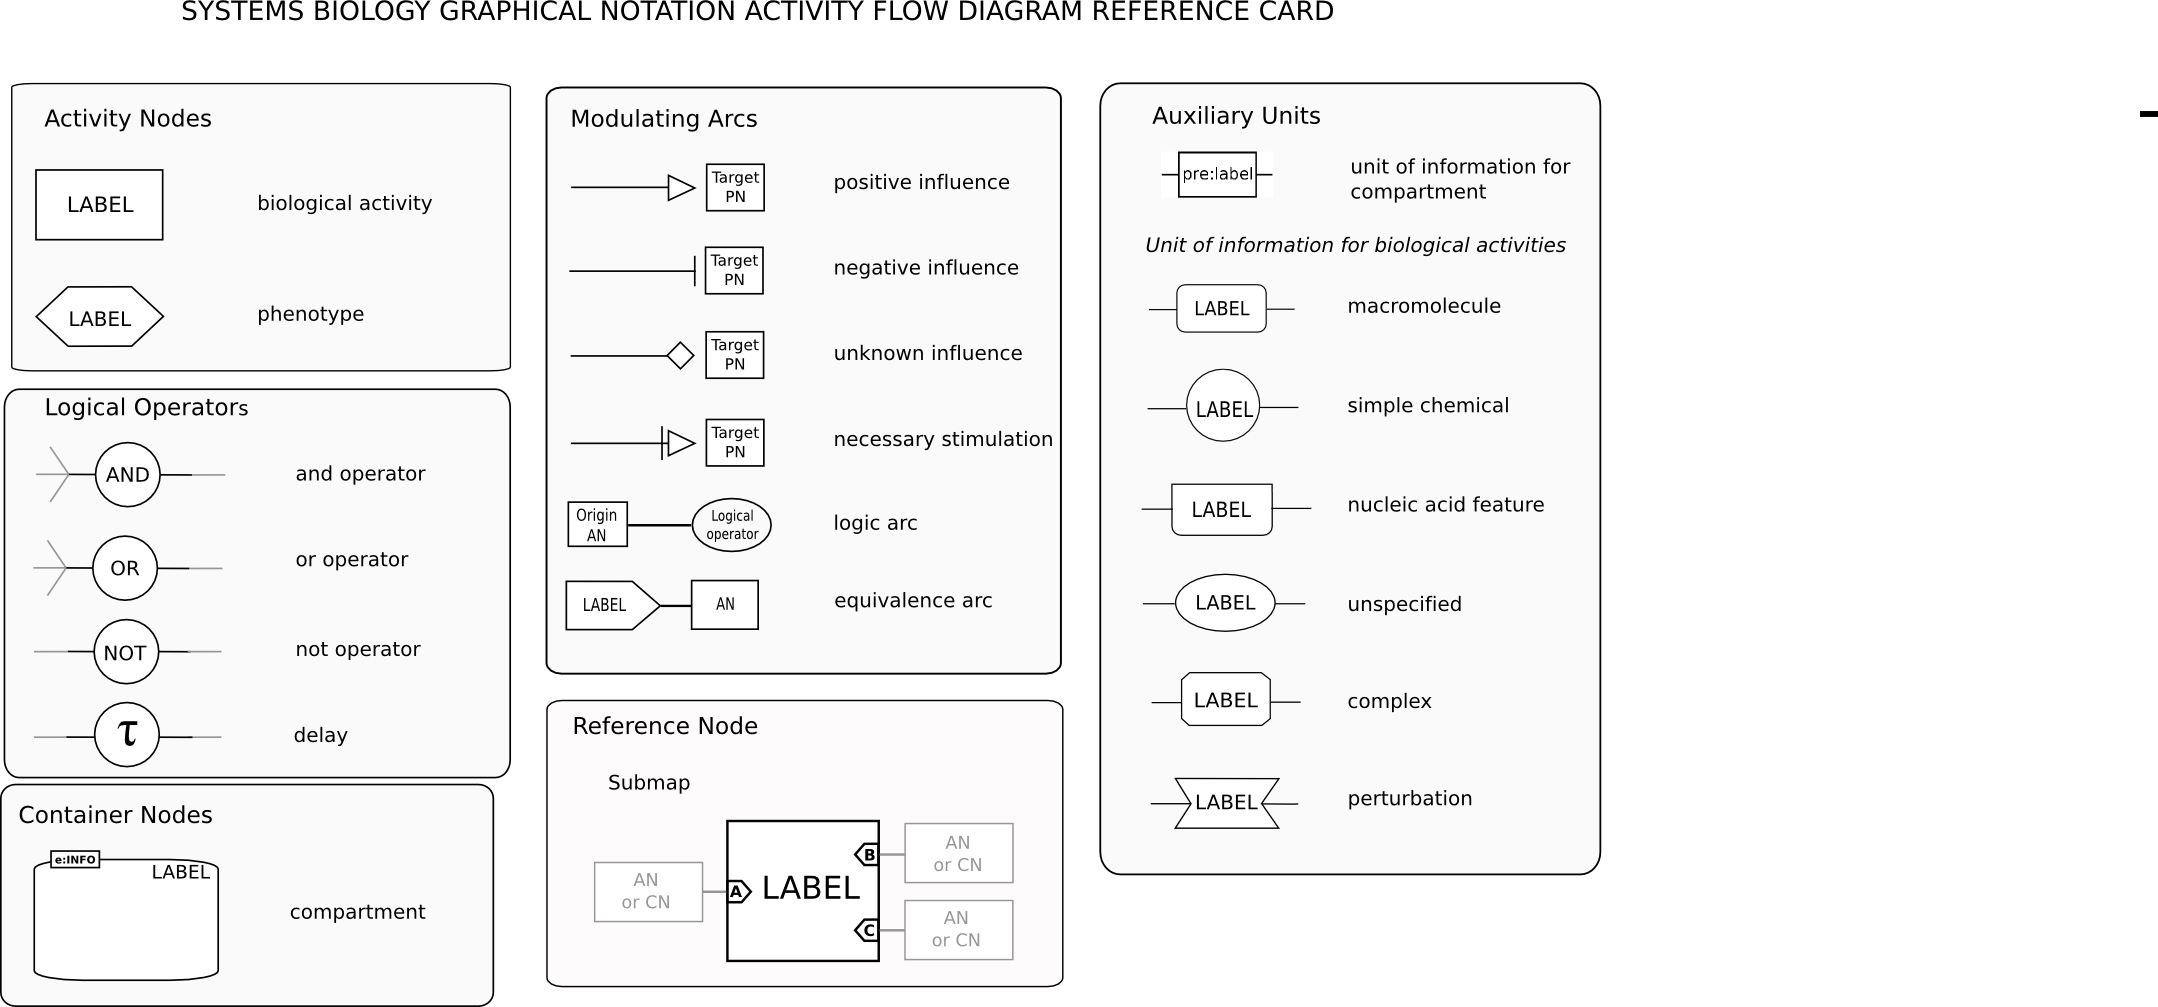 SYSTEMS BIOLOGY GRAPHICAL NOTATION ACTIVITY FLOW DIAGRAM REFERENCE CARD
Activity Nodes
LABEL
biological activity
LABEL
phenotype
Logical Operators
AND
and operator
OR
or operator
NOT
not operator
τ
delay
Container Nodes
e:INFO
LABEL
compartment
Modulating Arcs
Target
PN
positive influence
Target
PN
negative influence
Target
PN
unknown influence
Target
PN
necessary stimulation
Origin
AN
Logical
operator
logic arc
LABEL
AN
equivalence arc
Reference Node
Submap
AN
or CN
A
LABEL
B
C
AN
or CN
AN
or CN
Auxiliary Units
pre:label
unit of information for
compartment
Unit of information for biological activities
LABEL
macromolecule
LABEL
simple chemical
LABEL
nucleic acid feature
LABEL
unspecified
LABEL
complex
LABEL
perturbation